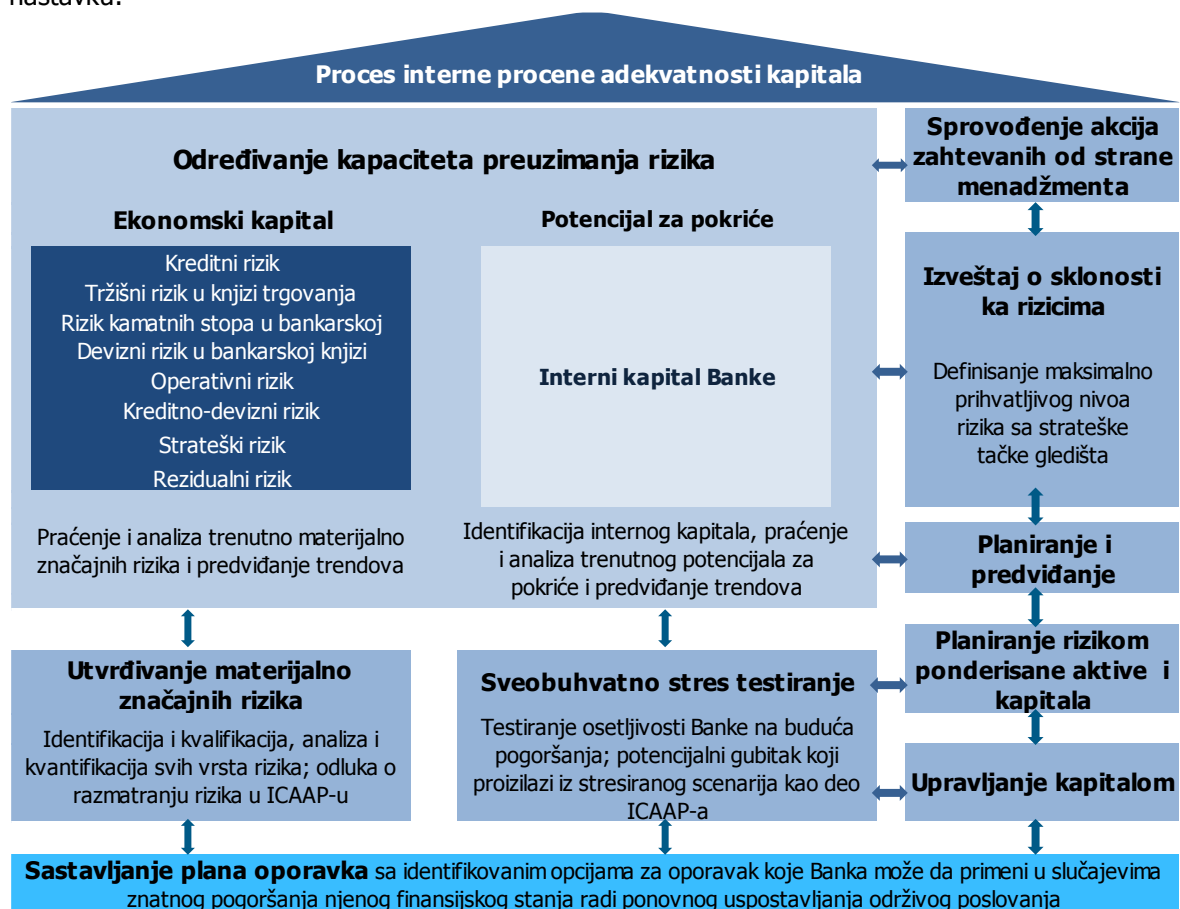 nastavku.
Proces interne procene adekvatnosti kapitala
Određivanje kapaciteta preuzimanja rizika
Ekonomski kapital
Kreditni rizik
Tržišni rizik u knjizi trgovanja
Rizik kamatnih stopa u bankarskoj
Devizni rizik u bankarskoj knjizi
Operativni rizik
Kreditno-devizni rizik
Strateški rizik
Rezidualni rizik
Praćenje i analiza trenutno materijalno
značajnih rizika i predviđanje trendova
Potencijal za pokriće
Interni kapital Banke
Identifikacija internog kapitala, praćenje
i analiza trenutnog potencijala za
pokriće i predviđanje trendova
Sprovođenje akcija
zahtevanih od strane
menadžmenta
Izveštaj o sklonosti
ka rizicima
Definisanje maksimalno
prihvatljivog nivoa
rizika sa strateške
tačke gledišta
Planiranje i
predviđanje
Utvrđivanje materijalno
značajnih rizika
Identifikacija i kvalifikacija, analiza i
kvantifikacija svih vrsta rizika; odluka o
razmatranju rizika u ICAAP-u
Sveobuhvatno stres testiranje
Testiranje osetljivosti Banke na buduća
pogoršanja; potencijalni gubitak koji
proizilazi iz stresiranog scenarija kao deo
ICAAP-a
Planiranje rizikom
ponderisane aktive i
kapitala
Upravljanje kapitalom
Sastavljanje plana oporavka sa identifikovanim opcijama za oporavak koje Banka može da primeni u slučajevima
znatnog pogoršanja njenog finansijskog stanja radi ponovnog uspostavljanja održivog poslovanja